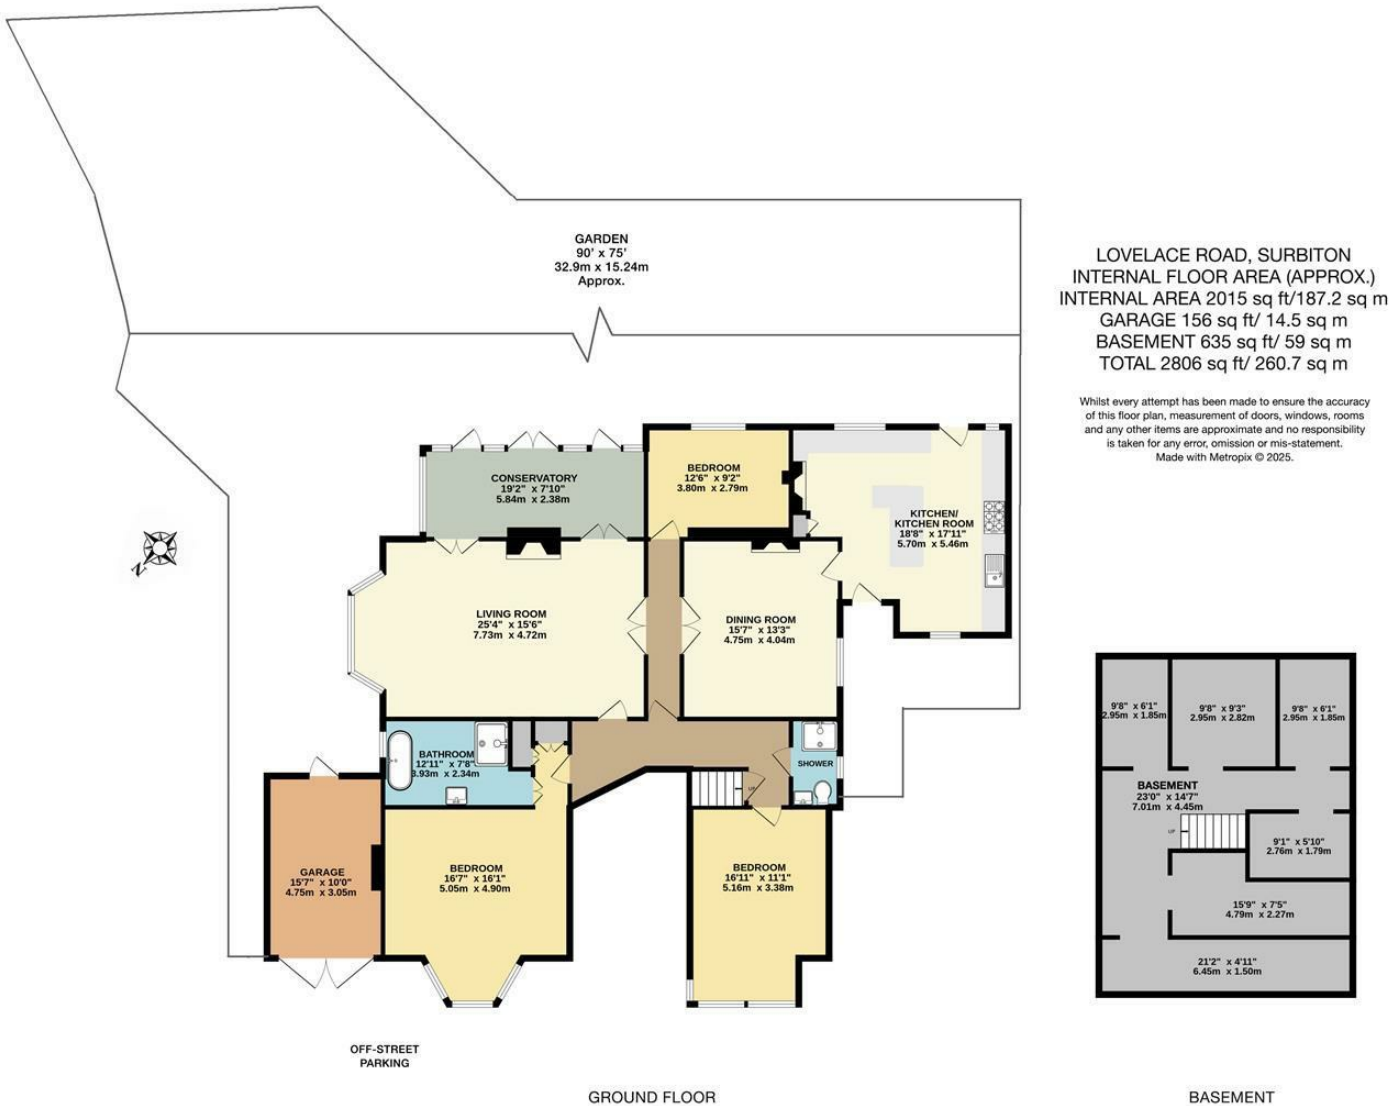 GARDEN
90' x 75'
32.9m x 15.24m
Approx.
LOVELACE ROAD, SURBITON
INTERNAL FLOOR AREA (APPROX.)
INTERNAL AREA 2015 sq ft/187.2 sq m
GARAGE 156 sq ft/ 14.5 sq m
BASEMENT 635 sq ft/ 59 sq m
TOTAL 2806 sq ft/ 260.7 sq m
Whilst every attempt has been made to ensure the accuracy
of this floor plan, measurement of doors, windows, rooms
and any other items are approximate and no responsibility
is taken for any error, omission or mis-statement.
Made with Metropix © 2025.
CONSERVATORY
19'2" x 7'10"
5.84m x 2.38m
BEDROOM
12'6" x 9'2"
3.80m x 2.79m
KITCHEN/
KITCHEN ROOM
18'8" x 17'11"
5.70m x 5.46m
N
LIVING ROOM
25'4" x 15'6"
7.73m x 4.72m
DINING ROOM
15'7" x 13'3"
4.75m x 4.04m
BATHROOM
12'11" x 7'8"
3.93m x 2.34m
SHOWER
UP
GARAGE
15'7" x 10'0"
4.75m x 3.05m
BEDROOM
16'7" x 16'1"
5.05m x 4.90m
BEDROOM
16'11" x 11'1"
5.16m x 3.38m
OFF-STREET
PARKING
GROUND FLOOR
9'8" x 6'1"
2.95m x 1.85m
9'8" x 9'3"
2.95m x 2.82m
9'8" x 6'1"
2.95m x 1.85m
BASEMENT
23'0" x 14'7"
7.01m x 4.45m
UP
9'1" x 5'10"
2.76m x 1.79m
15'9" x 7'5"
4.79m x 2.27m
21'2" x 4'11"
6.45m x 1.50m
BASEMENT